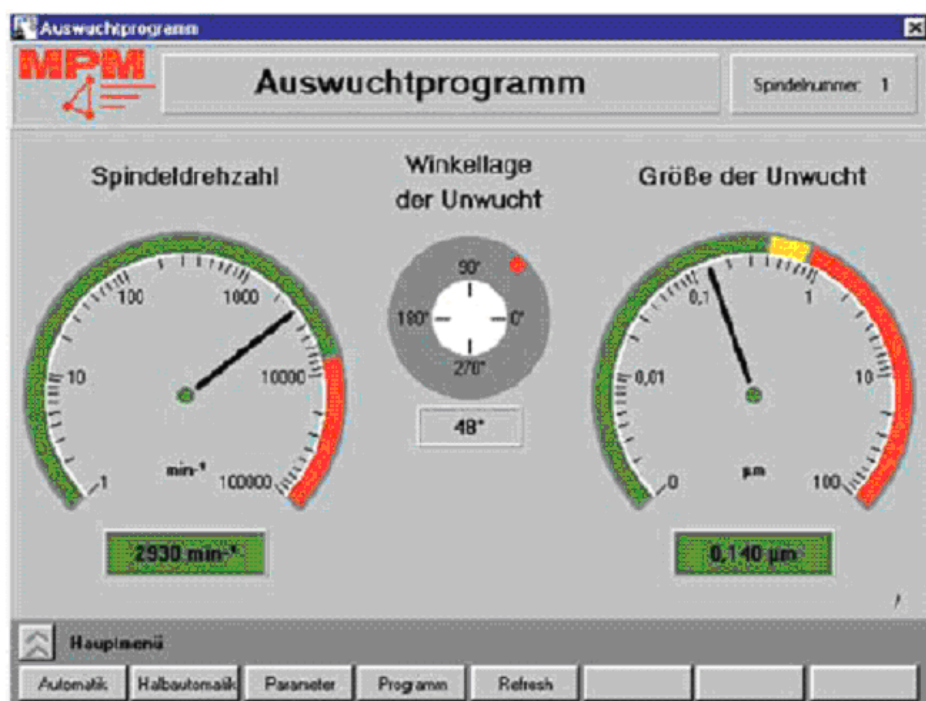 Auswuchtprogramm
MPM
Auswuchtprogramm
Spindelnummer: 1
Spindeldrehzahl
Winkellage
der Unwucht
Größe der Unwucht
100
1000
10
10000
1
100000
min-¹
2930 min-¹
90°
180°
0°
270°
48°
0,1
1
0,01
10
0
100
µm
0,140 µm
Hauptmenü
Automatik
Halbautomatik
Parameter
Programm
Refresh